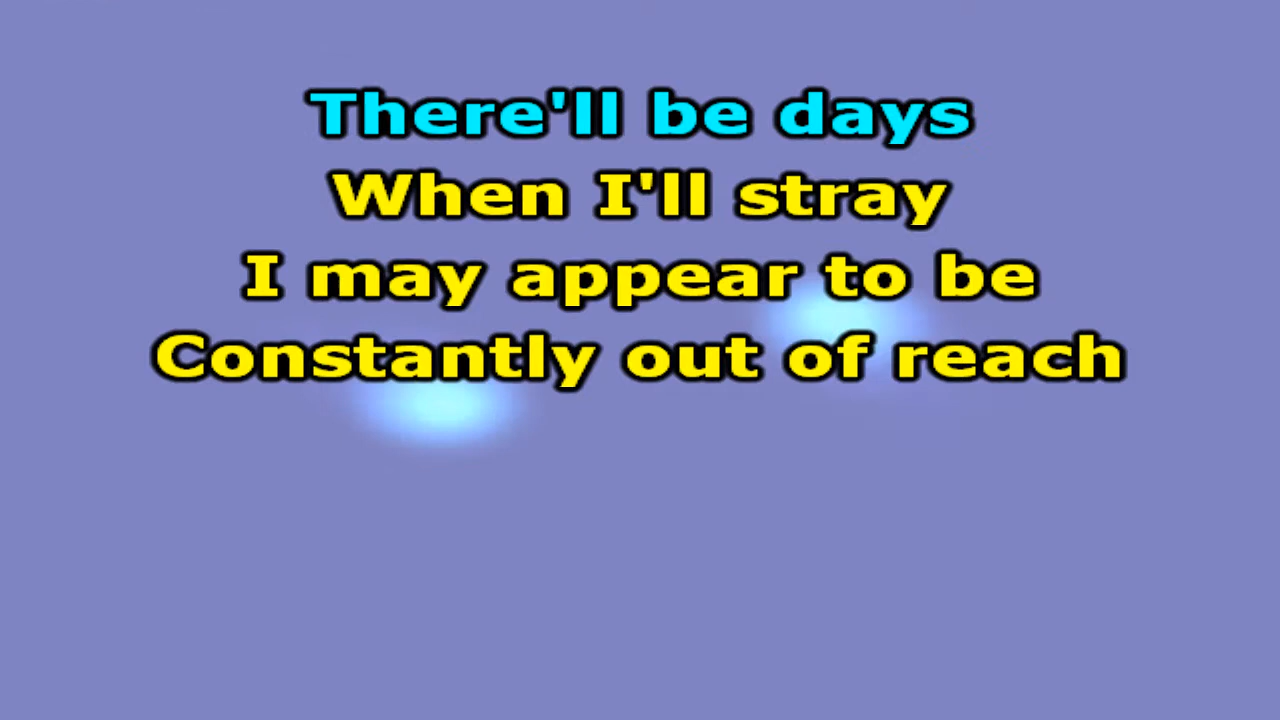 There'll be days
When I'll stray
I may appear to be
Constantly out of reach